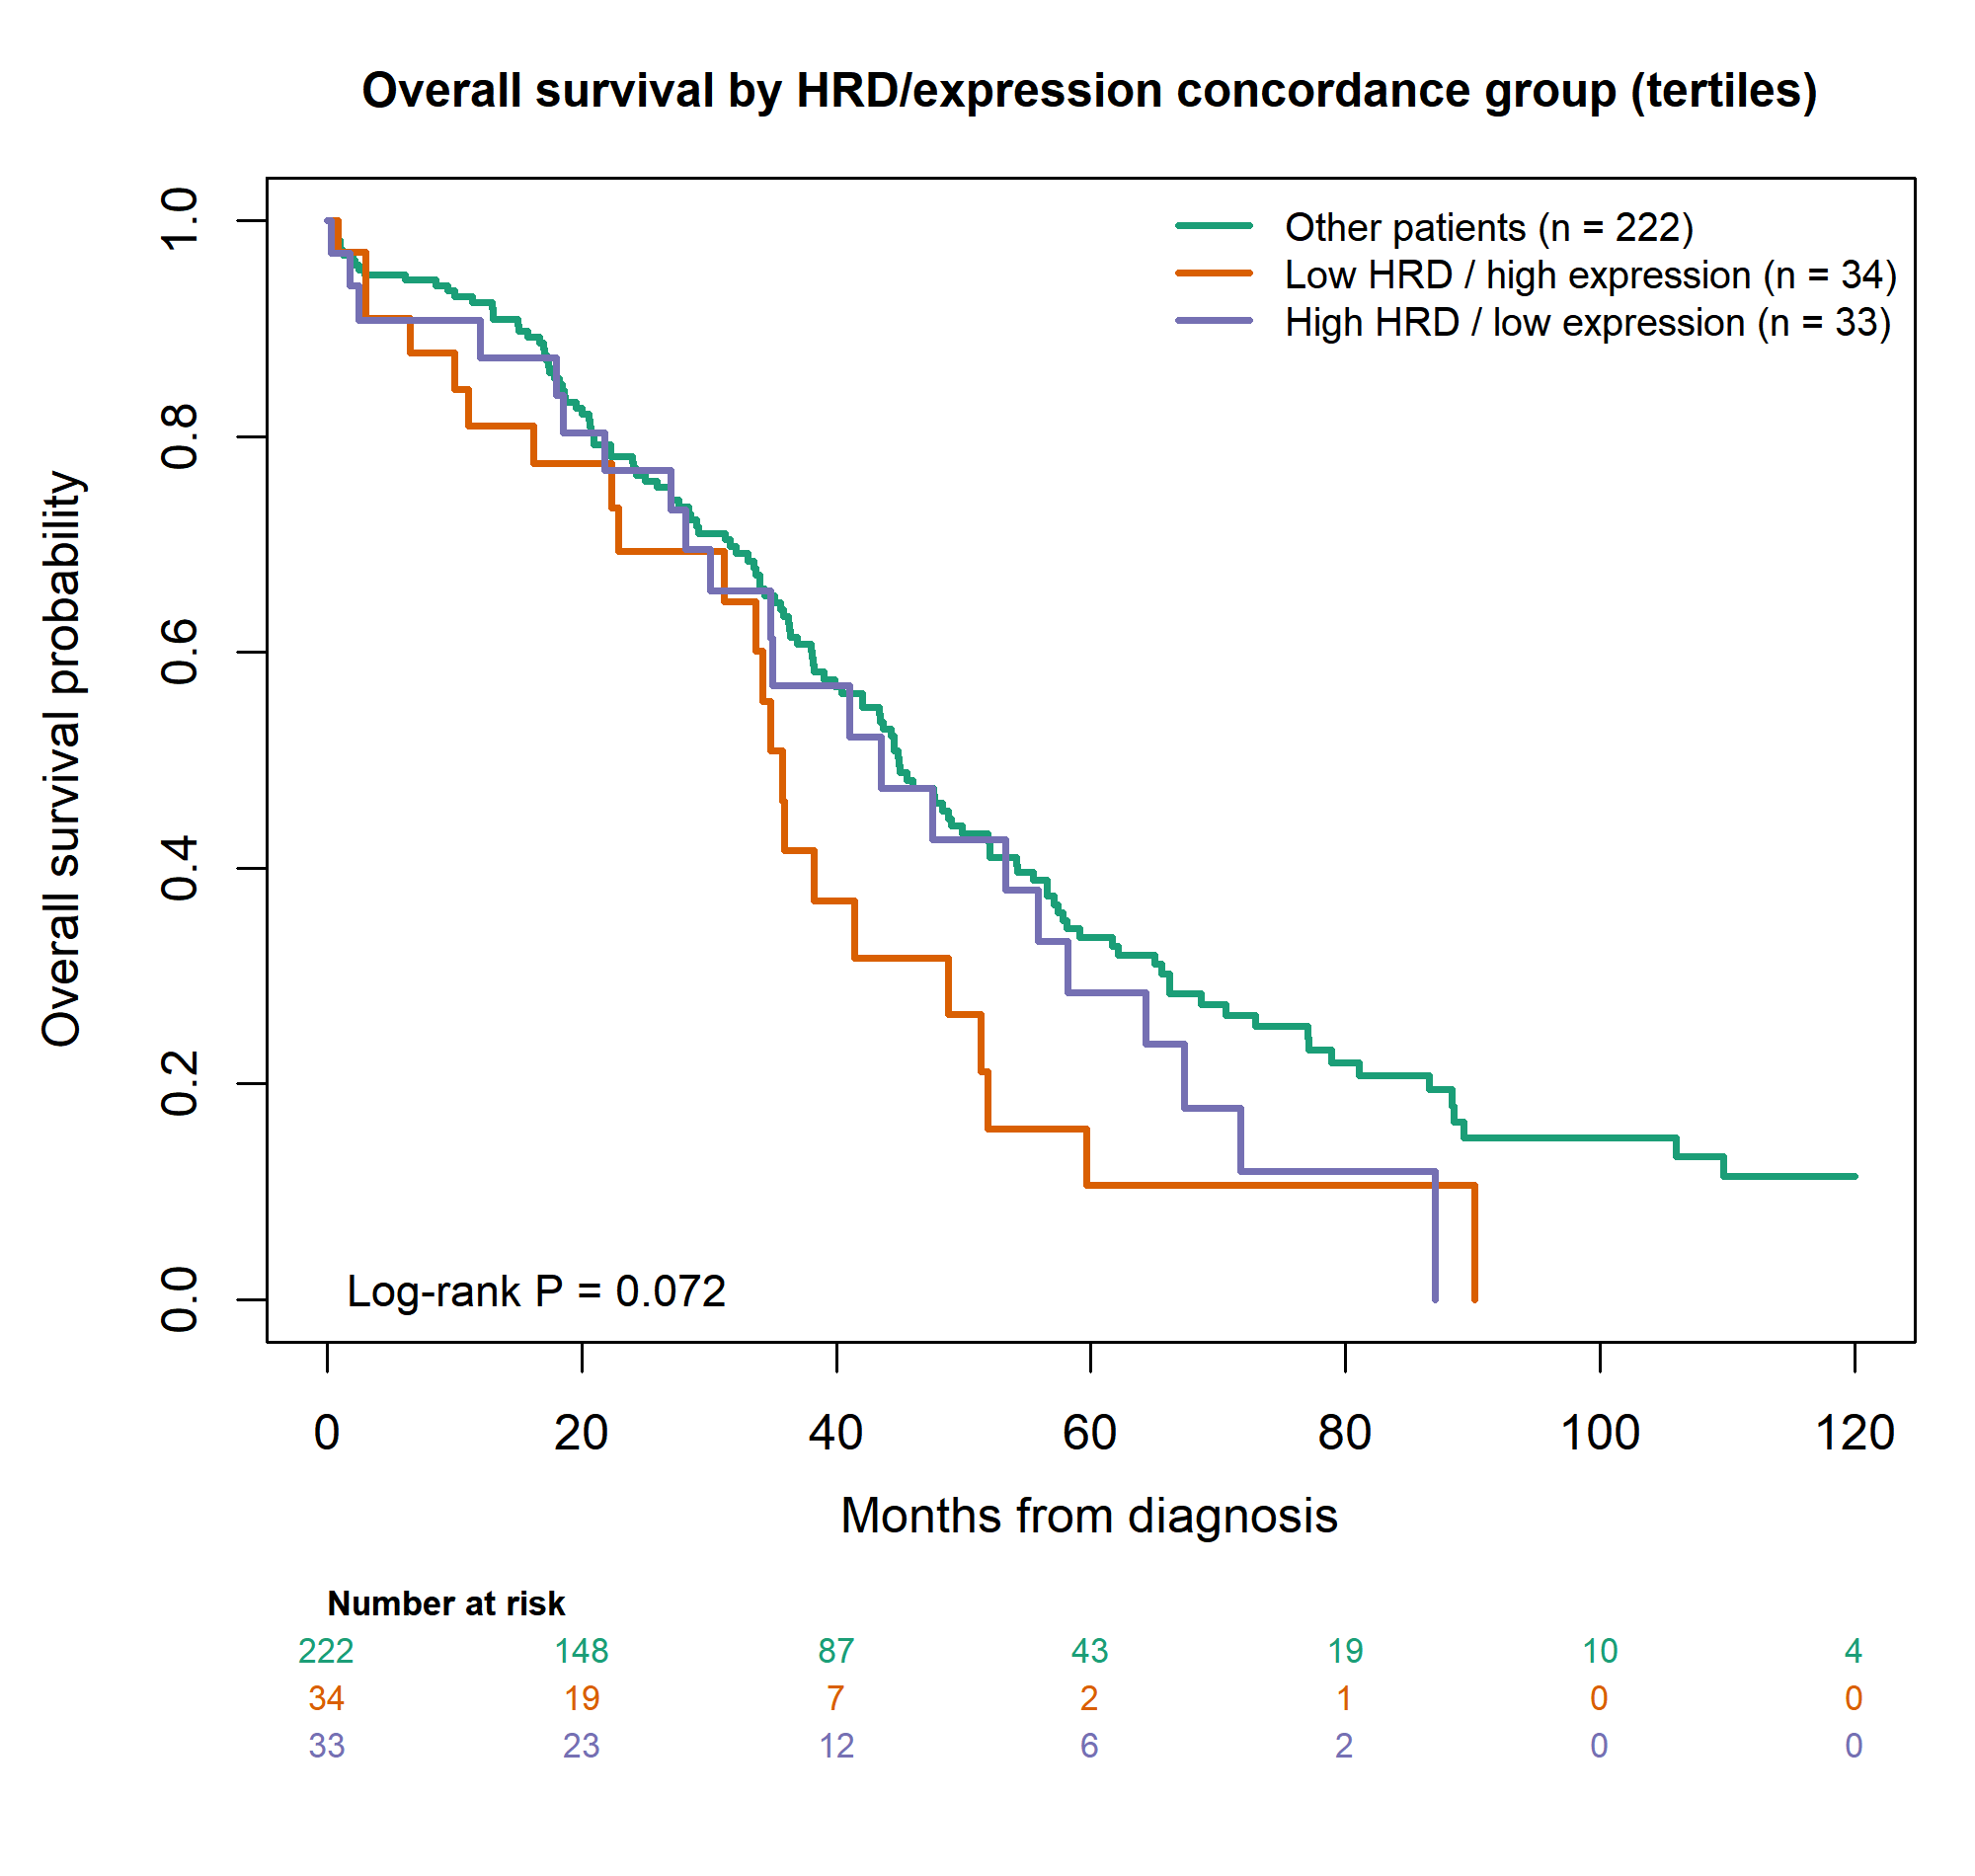 Overall survival by HRD/expression concordance group (tertiles)
Other patients (n = 222)
Low HRD / high expression (n = 34)
High HRD / low expression (n = 33)
Overall survival probability
1.0
0.8
0.6
0.4
0.2
0.0
Log-rank P = 0.072
0 20 40 60 80 100 120
Months from diagnosis
Number at risk
222 148 87 43 19 10 4
34 19 7 2 1 0 0
33 23 12 6 2 0 0